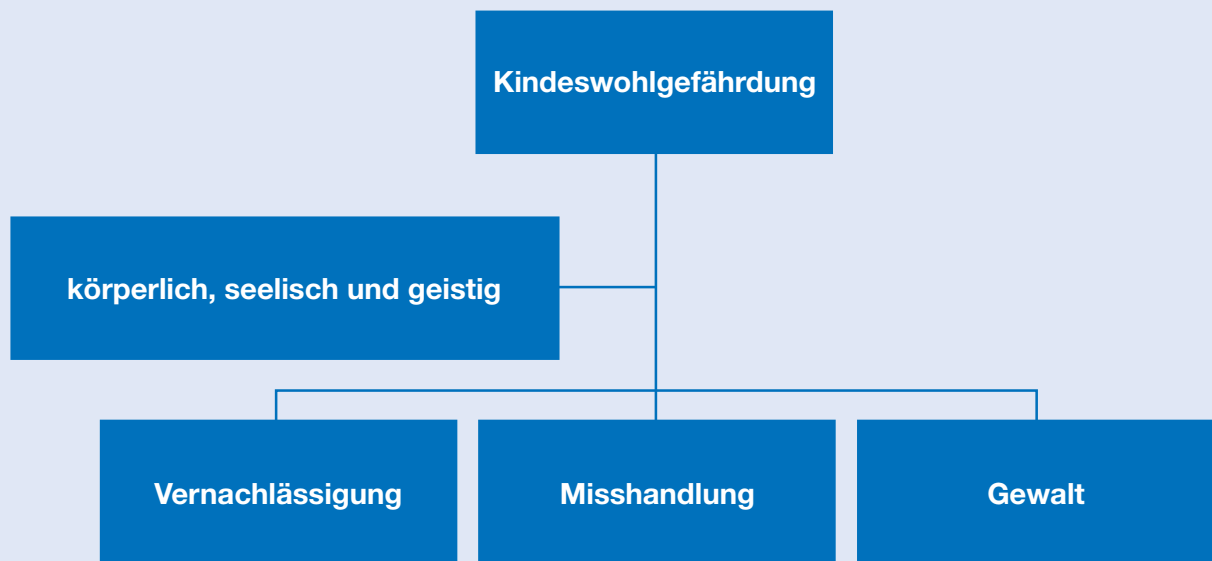 Kindeswohlgefährdung
körperlich, seelisch und geistig
Vernachlässigung
Misshandlung
Gewalt